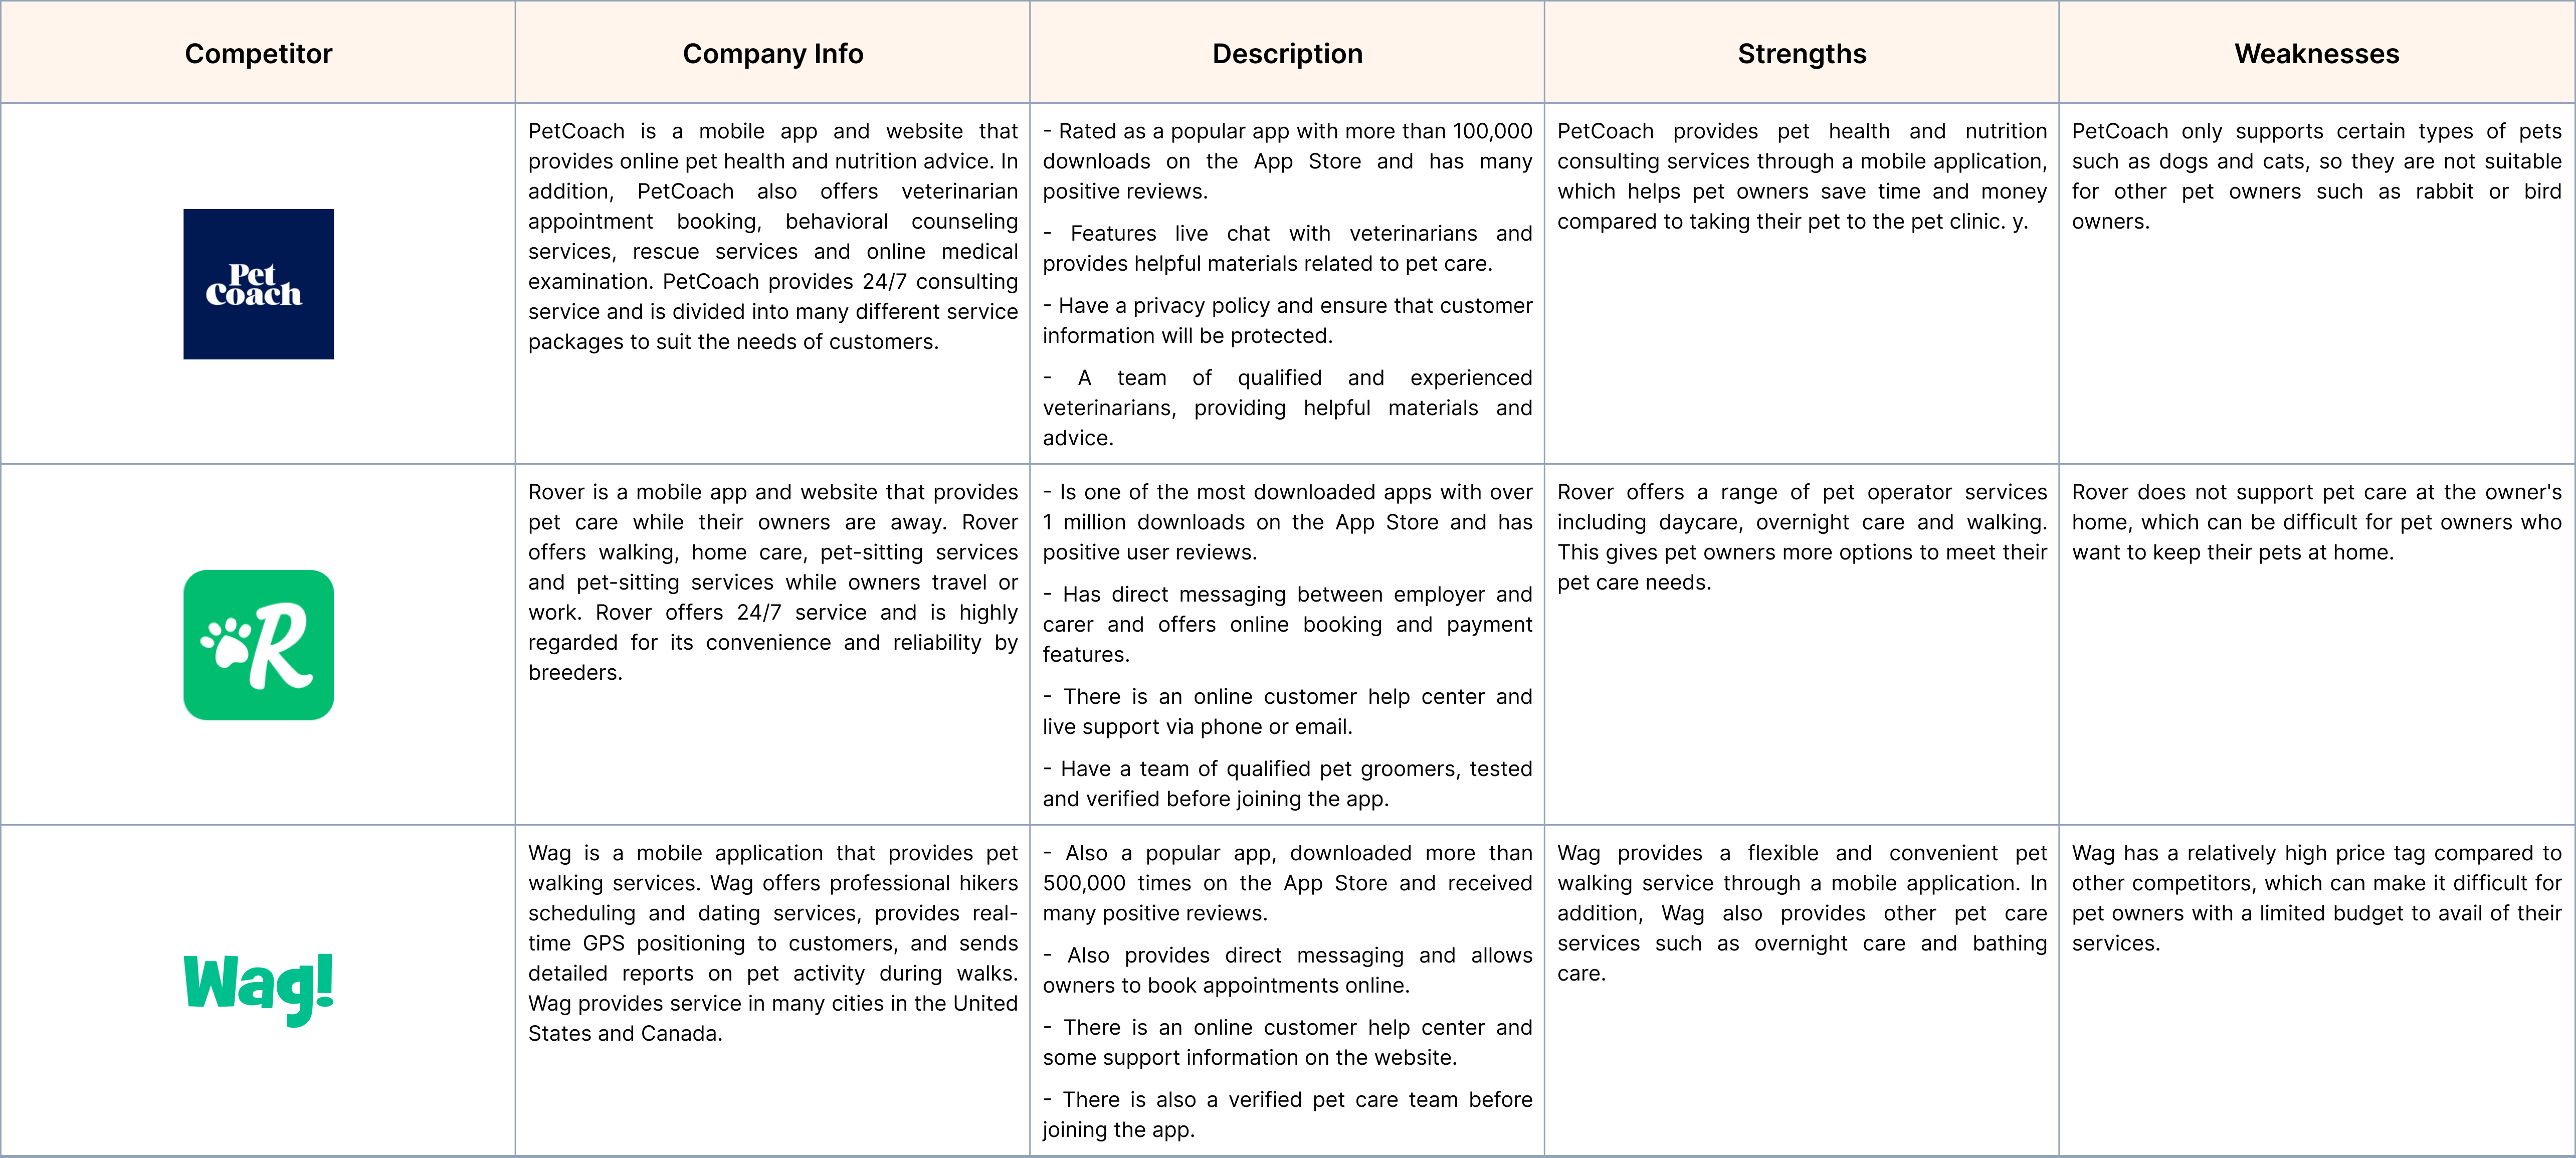 Competitor
Company Info
Description
Strengths
Weaknesses
Pet
Coach
PetCoach is a mobile app and website that
provides online pet health and nutrition advice. In
addition, PetCoach also offers veterinarian
appointment booking, behavioral counseling
services, rescue services and online medical
examination. PetCoach provides 24/7 consulting
service and is divided into many different service
packages to suit the needs of customers.
- Rated as a popular app with more than 100,000
downloads on the App Store and has many
positive reviews.
- Features live chat with veterinarians and
provides helpful materials related to pet care.
- Have a privacy policy and ensure that customer
information will be protected.
- A team of qualified and experienced
veterinarians, providing helpful materials and
advice.
PetCoach provides pet health and nutrition
consulting services through a mobile application,
which helps pet owners save time and money
compared to taking their pet to the pet clinic. y.
PetCoach only supports certain types of pets
such as dogs and cats, so they are not suitable
for other pet owners such as rabbit or bird
owners.
R
Rover is a mobile app and website that provides
pet care while their owners are away. Rover
offers walking, home care, pet-sitting services
and pet-sitting services while owners travel or
work. Rover offers 24/7 service and is highly
regarded for its convenience and reliability by
breeders.
- Is one of the most downloaded apps with over
1 million downloads on the App Store and has
positive user reviews.
- Has direct messaging between employer and
carer and offers online booking and payment
features.
- There is an online customer help center and
live support via phone or email.
- Have a team of qualified pet groomers, tested
and verified before joining the app.
Rover offers a range of pet operator services
including daycare, overnight care and walking.
This gives pet owners more options to meet their
pet care needs.
Rover does not support pet care at the owner's
home, which can be difficult for pet owners who
want to keep their pets at home.
Wag!
Wag is a mobile application that provides pet
walking services. Wag offers professional hikers
scheduling and dating services, provides real-
time GPS positioning to customers, and sends
detailed reports on pet activity during walks.
Wag provides service in many cities in the United
States and Canada.
- Also a popular app, downloaded more than
500,000 times on the App Store and received
many positive reviews.
- Also provides direct messaging and allows
owners to book appointments online.
- There is an online customer help center and
some support information on the website.
- There is also a verified pet care team before
joining the app.
Wag provides a flexible and convenient pet
walking service through a mobile application. In
addition, Wag also provides other pet care
services such as overnight care and bathing
care.
Wag has a relatively high price tag compared to
other competitors, which can make it difficult for
pet owners with a limited budget to avail of their
services.